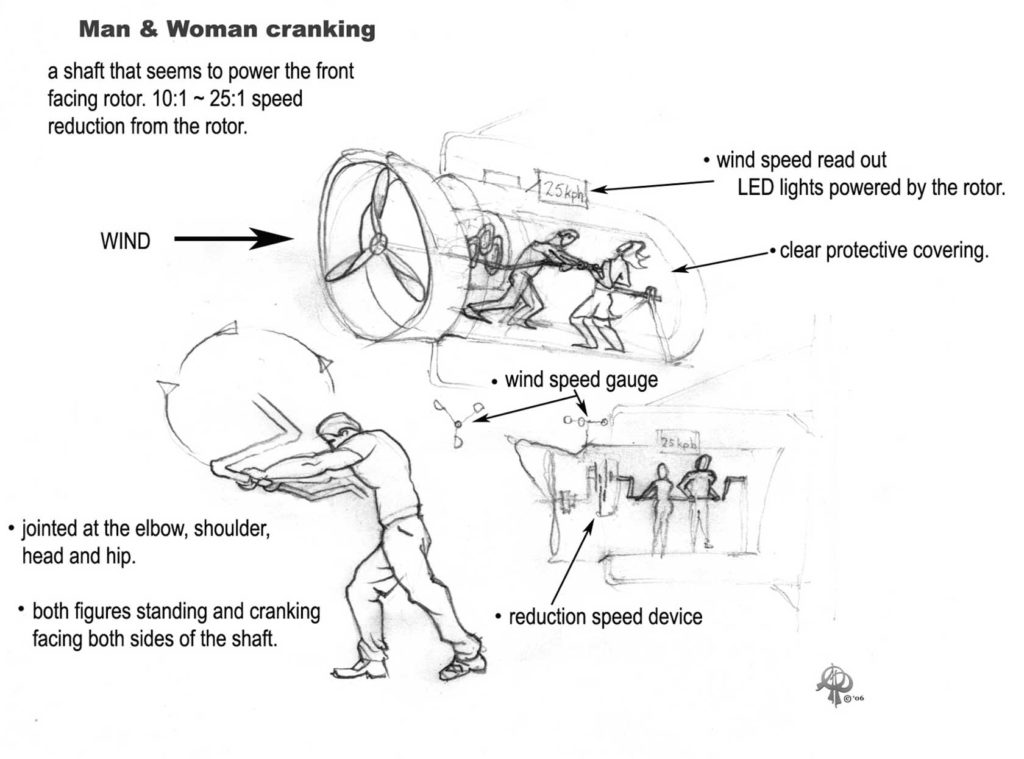 Man & Woman cranking
a shaft that seems to power the front
facing rotor. 10:1 ~ 25:1 speed
reduction from the rotor.
• wind speed read out
LED lights powered by the rotor.
25kph
WIND
• clear protective covering.
• wind speed gauge
25kph
• jointed at the elbow, shoulder,
head and hip.
• both figures standing and cranking
facing both sides of the shaft.
• reduction speed device
©'06